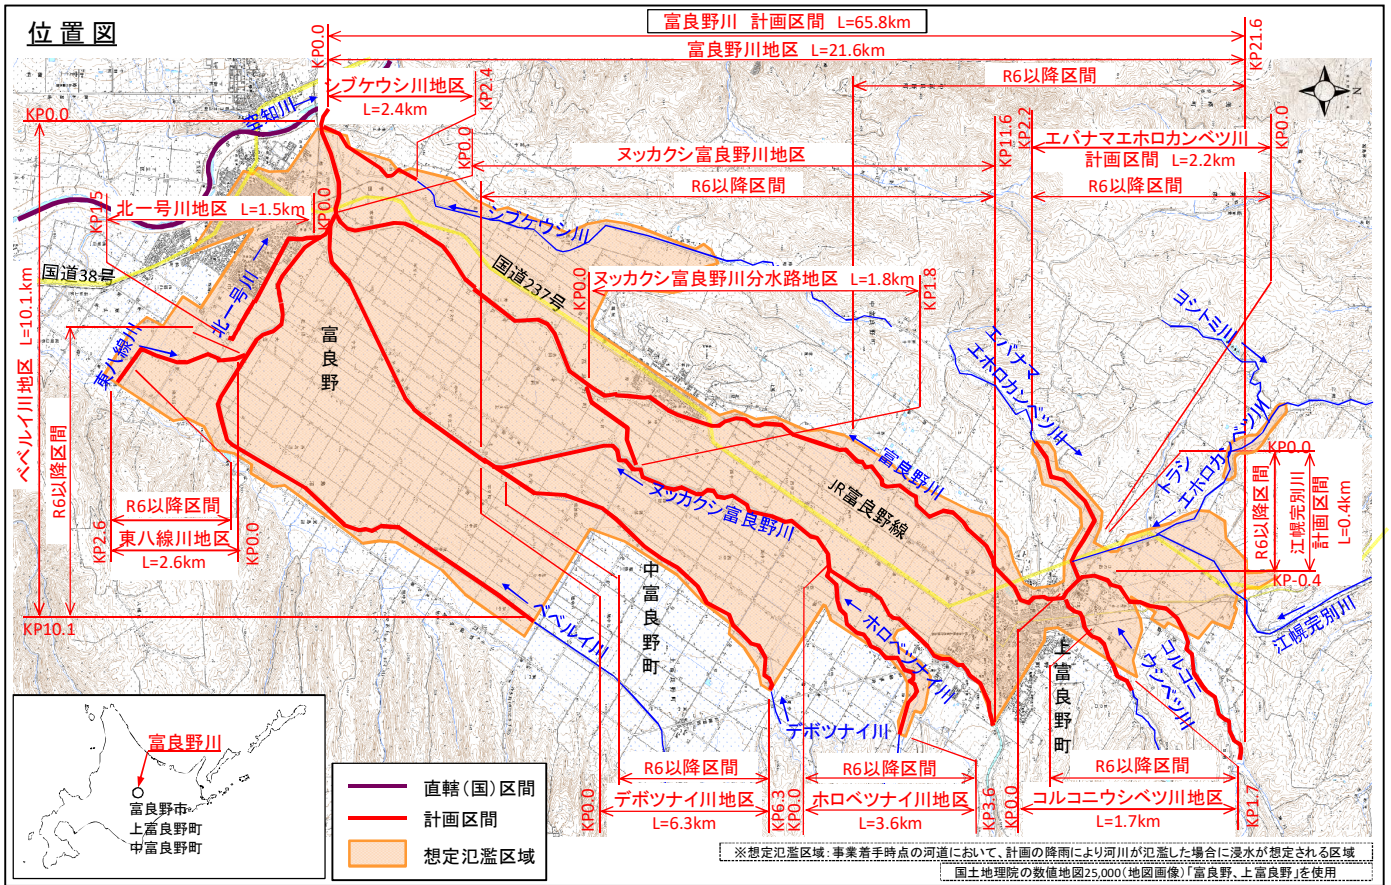 位置図
富良野川 計画区間 L=65.8km
富良野川地区 L=21.6km
KP0.0
KP21.6
シブケウシ川地区
L=2.4km
KP2.4
R6以降区間
N
空知川
KP0.0
KP0.0
ヌッカクシ富良野川地区
KP11.6
KP2.2
エバナマエホロカンベツ川
計画区間 L=2.2km
KP0.0
R6以降区間
R6以降区間
KP1.5
北一号川地区 L=1.5km
KP0.0
シブケウシ川
国道38号
国道237号
KP0.0
ヌッカクシ富良野川分水路地区 L=1.8km
KP1.8
ベベルイ川地区 L=10.1km
R6以降区間
東八線川
北一号川
富良野
エバナマ
エホロカンベツ川
ヨシトミ川
トラシ
エホロカンベツ川
富良野川
JR富良野線
ヌッカクシ富良野川
KP0.0
R6以降区間
江幌完別川
計画区間
L=0.4km
KP-0.4
江幌完別川
R6以降区間
KP2.6
東八線川地区
L=2.6km
KP0.0
KP10.1
ベベルイ川
中富良野町
デボツナイ川
ホロベツナイ川
上富良野町
コルコニ
ウシベツ川
R6以降区間
KP0.0
デボツナイ川地区
L=6.3km
KP6.3
R6以降区間
KP0.0
ホロベツナイ川地区
L=3.6km
KP3.6
R6以降区間
KP0.0
コルコニウシベツ川地区
L=1.7km
KP1.7
富良野川
富良野市
上富良野町
中富良野町
直轄(国)区間
計画区間
想定氾濫区域
※想定氾濫区域:事業着手時点の河道において、計画の降雨により河川が氾濫した場合に浸水が想定される区域
国土地理院の数値地図25,000(地図画像)「富良野、上富良野」を使用